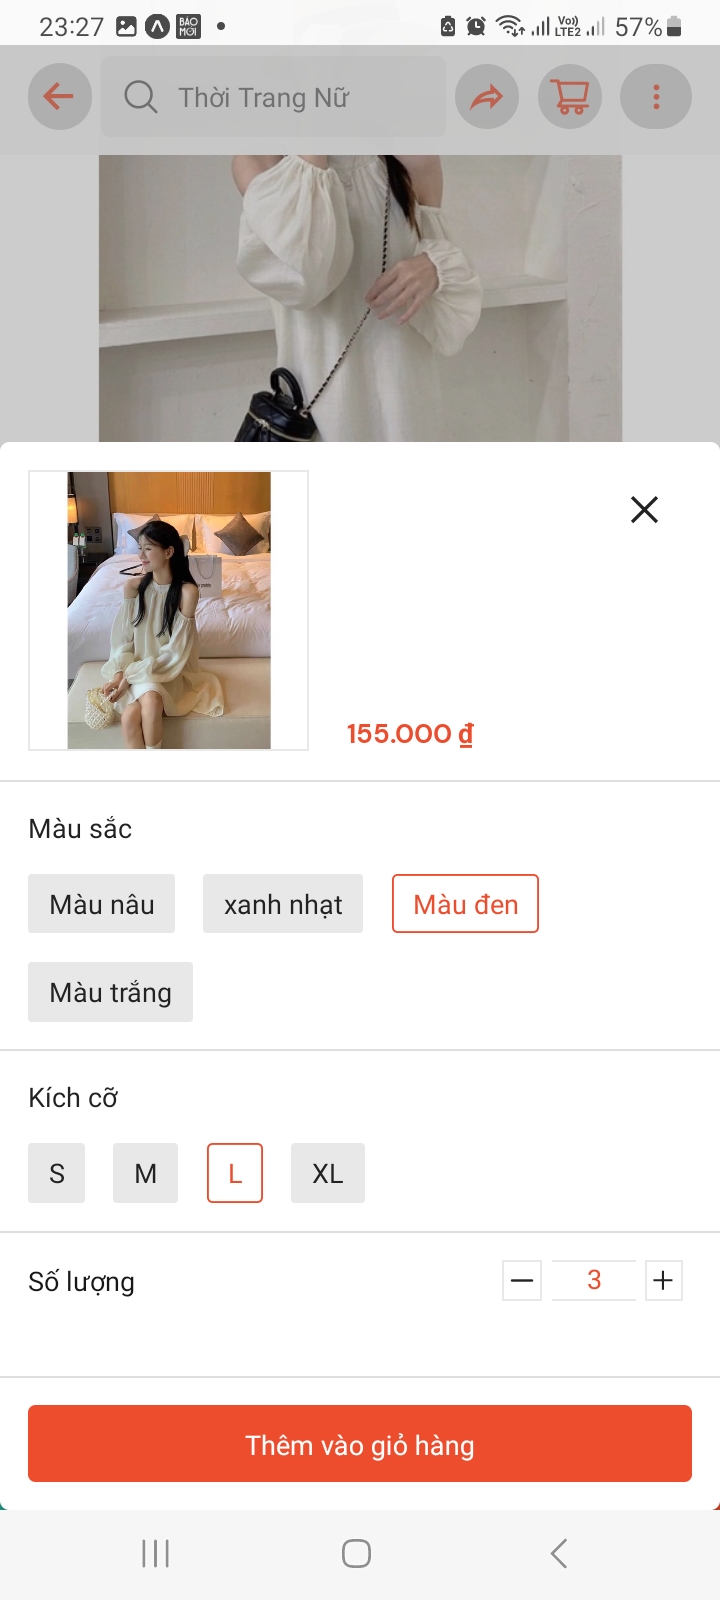 23:27 BÁO MỚI Vo)) LTE2 57%
Thời Trang Nữ
155.000 ₫
Màu sắc
Màu nâu xanh nhạt Màu đen
Màu trắng
Kích cỡ
S M L XL
Số lượng 3
Thêm vào giỏ hàng